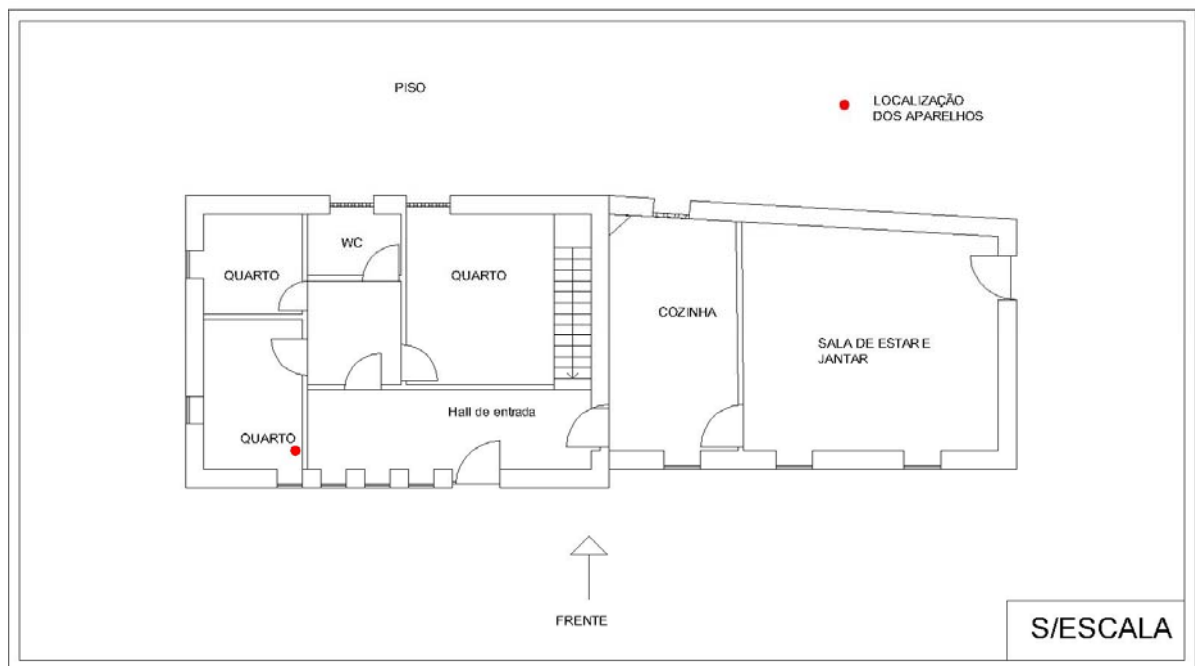 PISO
LOCALIZAÇÃO
DOS APARELHOS
WC
QUARTO
QUARTO
COZINHA
SALA DE ESTAR E
JANTAR
Hall de entrada
QUARTO
FRENTE
S/ESCALA